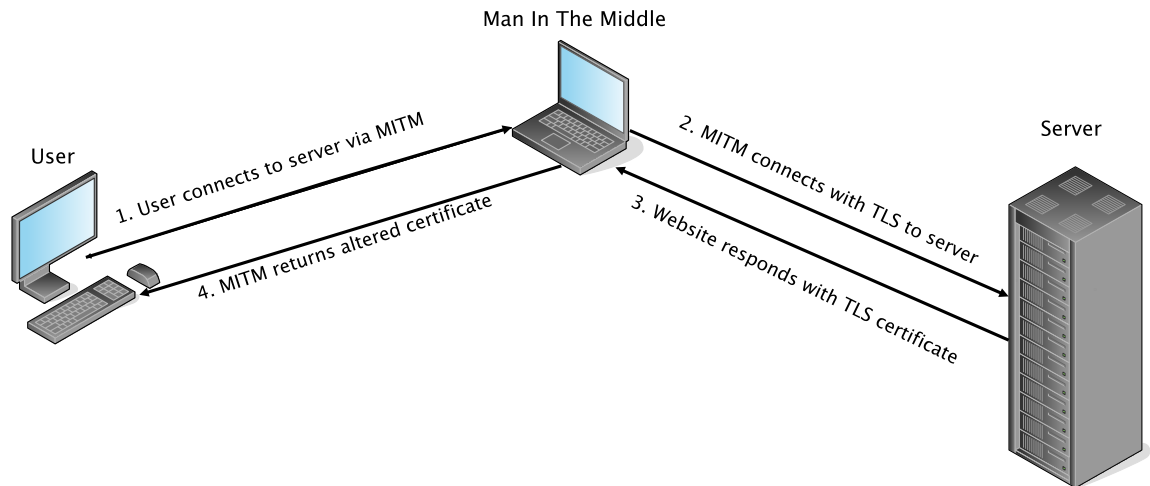 Man In The Middle
User
Server
1. User connects to server via MITM
2. MITM connects with TLS to server
3. Website responds with TLS certificate
4. MITM returns altered certificate